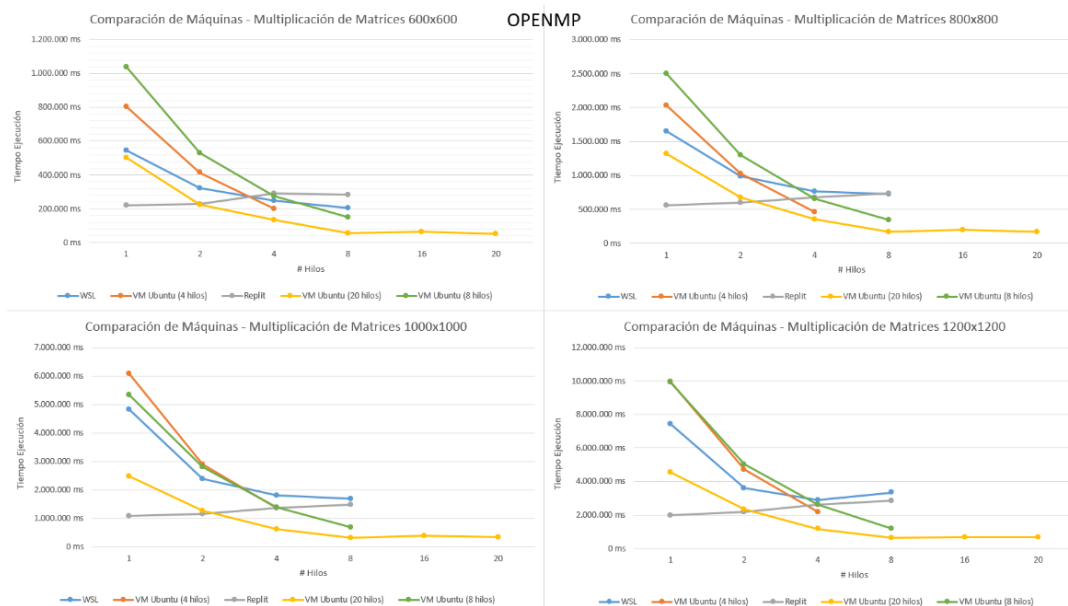 OPENMP
Comparación de Máquinas - Multiplicación de Matrices 600x600
1.200.000 ms
1.000.000 ms
800.000 ms
600.000 ms
400.000 ms
200.000 ms
0 ms
Tiempo Ejecución
1 2 4 8 16 20
# Hilos
WSL VM Ubuntu (4 hilos) Replit VM Ubuntu (20 hilos) VM Ubuntu (8 hilos)
Comparación de Máquinas - Multiplicación de Matrices 800x800
3.000.000 ms
2.500.000 ms
2.000.000 ms
1.500.000 ms
1.000.000 ms
500.000 ms
0 ms
Tiempo Ejecución
1 2 4 8 16 20
# Hilos
WSL VM Ubuntu (4 hilos) Replit VM Ubuntu (20 hilos) VM Ubuntu (8 hilos)
Comparación de Máquinas - Multiplicación de Matrices 1000x1000
7.000.000 ms
6.000.000 ms
5.000.000 ms
4.000.000 ms
3.000.000 ms
2.000.000 ms
1.000.000 ms
0 ms
Tiempo Ejecución
1 2 4 8 16 20
# Hilos
WSL VM Ubuntu (4 hilos) Replit VM Ubuntu (20 hilos) VM Ubuntu (8 hilos)
Comparación de Máquinas - Multiplicación de Matrices 1200x1200
12.000.000 ms
10.000.000 ms
8.000.000 ms
6.000.000 ms
4.000.000 ms
2.000.000 ms
0 ms
Tiempo Ejecución
1 2 4 8 16 20
# Hilos
WSL VM Ubuntu (4 hilos) Replit VM Ubuntu (20 hilos) VM Ubuntu (8 hilos)